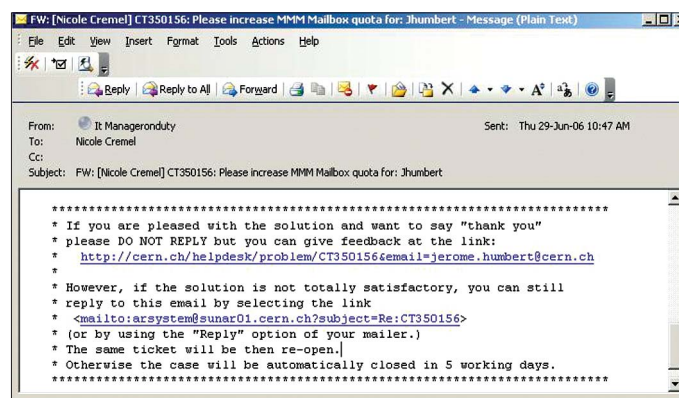 FW: [Nicole Cremel] CT350156: Please increase MMM Mailbox quota for: Jhumbert - Message (Plain Text)
File Edit View Insert Format Tools Actions Help
Reply Reply to All Forward
From: It Manageronduty Sent: Thu 29-Jun-06 10:47 AM
To: Nicole Cremel
Cc:
Subject: FW: [Nicole Cremel] CT350156: Please increase MMM Mailbox quota for: Jhumbert
***************************************************************************
* If you are pleased with the solution and want to say "thank you"
* please DO NOT REPLY but you can give feedback at the link:
* http://cern.ch/helpdesk/problem/CT350156&email=jerome.humbert@cern.ch
*
* However, if the solution is not totally satisfactory, you can still
* reply to this email by selecting the link
* <mailto:arsystem@sunar01.cern.ch?subject=Re:CT350156>
* (or by using the "Reply" option of your mailer.)
* The same ticket will be then re-open.
* Otherwise the case will be automatically closed in 5 working days.
***************************************************************************